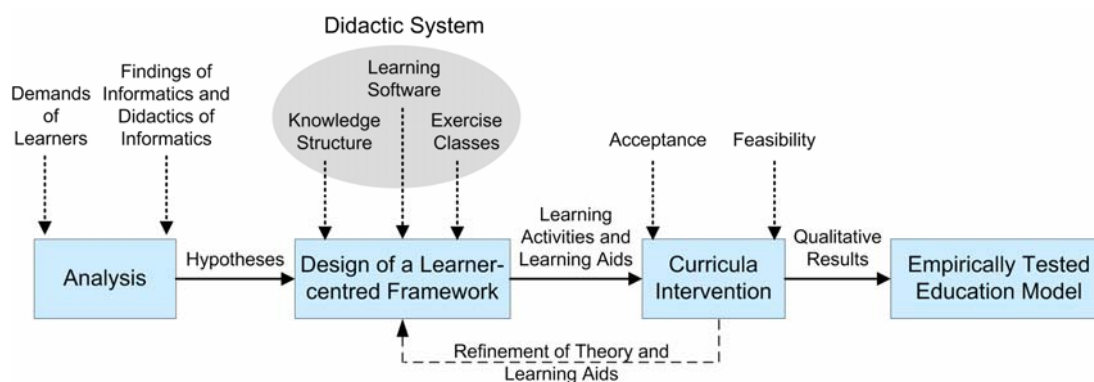 Didactic System
Demands
of
Learners
Findings of
Informatics and
Didactics of
Informatics
Learning
Software
Knowledge
Structure
Exercise
Classes
Acceptance
Feasibility
Analysis
Hypotheses
Design of a Learner-
centred Framework
Learning
Activities and
Learning Aids
Curricula
Intervention
Qualitative
Results
Empirically Tested
Education Model
Refinement of Theory and
Learning Aids